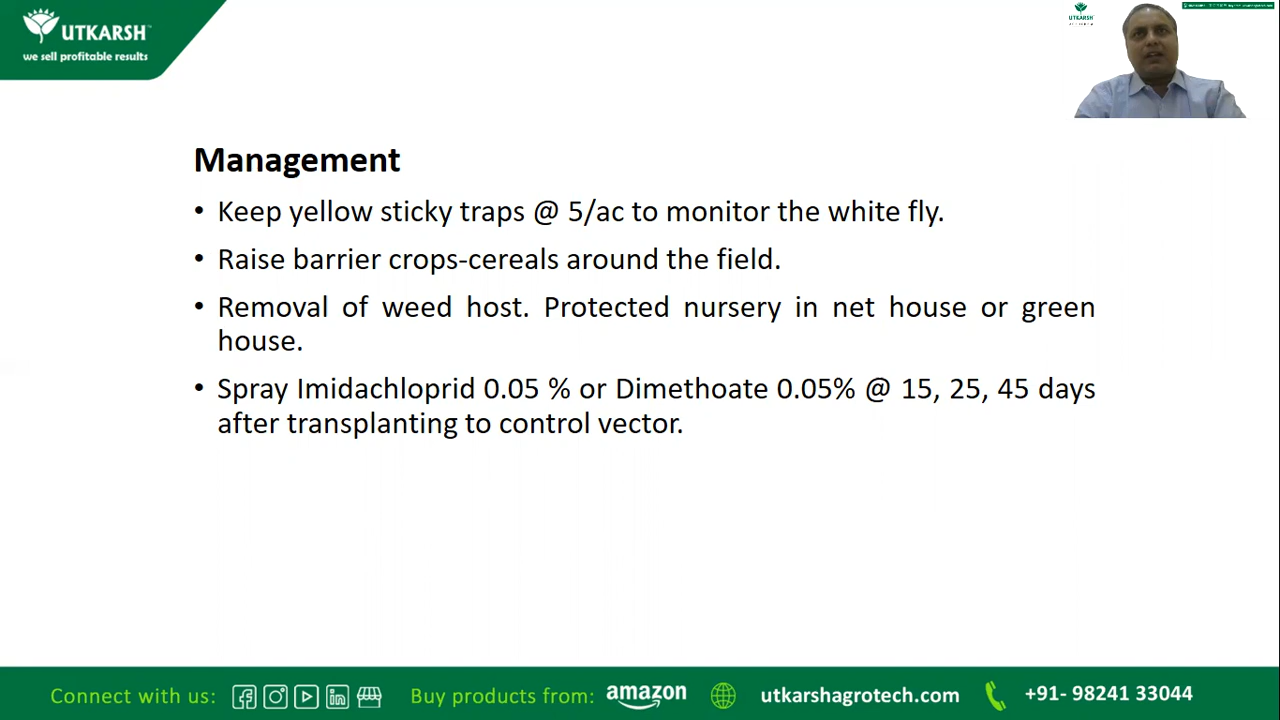 UTKARSH
we sell profitable results
UTKARSH
Management
• Keep yellow sticky traps @ 5/ac to monitor the white fly.
• Raise barrier crops-cereals around the field.
• Removal of weed host. Protected nursery in net house or green
house.
• Spray Imidachloprid 0.05 % or Dimethoate 0.05% @ 15, 25, 45 days
after transplanting to control vector.
Connect with us:
Buy products from: amazon
utkarshagrotech.com
+91- 98241 33044